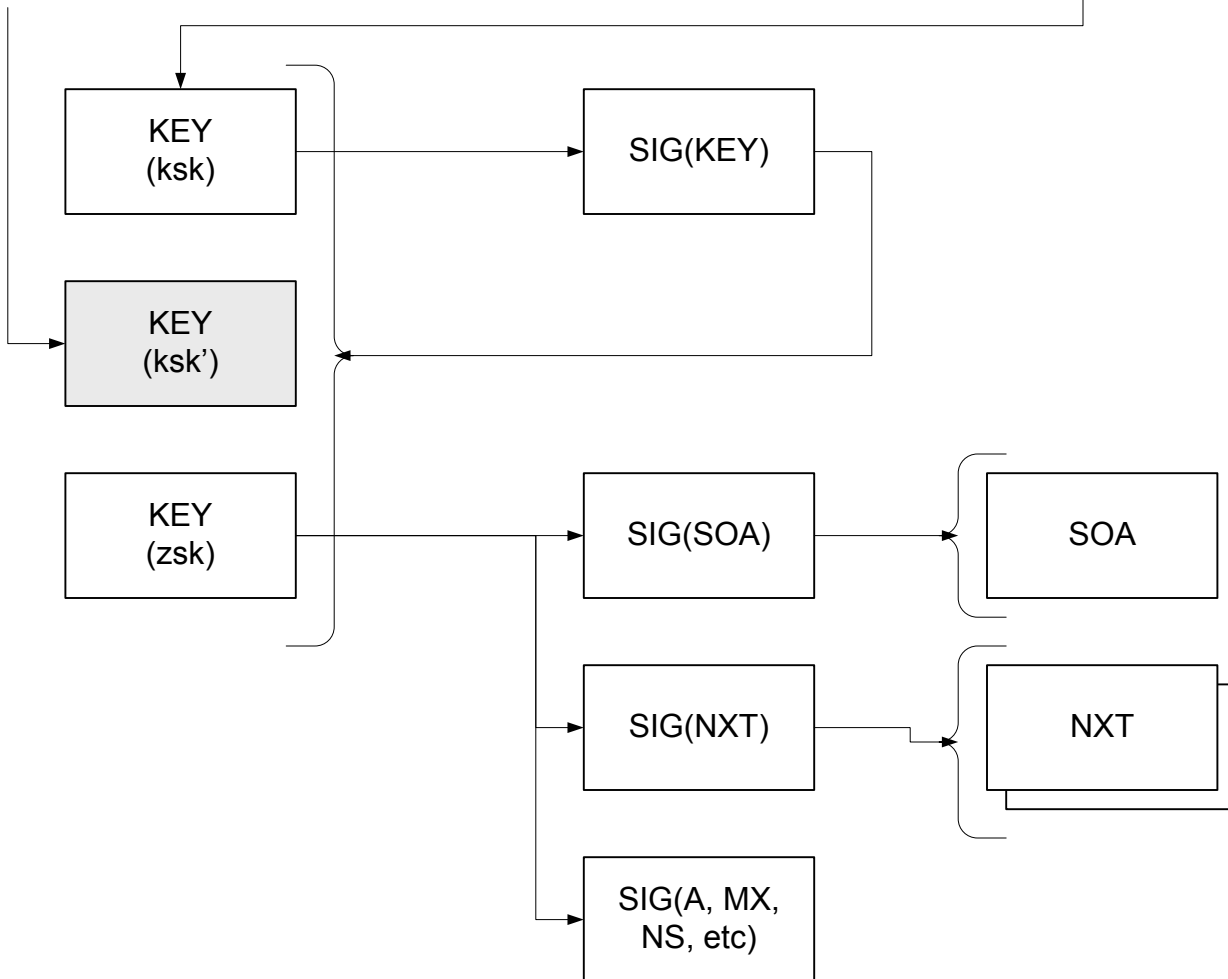 KEY
(ksk)
SIG(KEY)
KEY
(ksk’)
KEY
(zsk)
SIG(SOA)
SOA
SIG(NXT)
NXT
SIG(A, MX,
NS, etc)